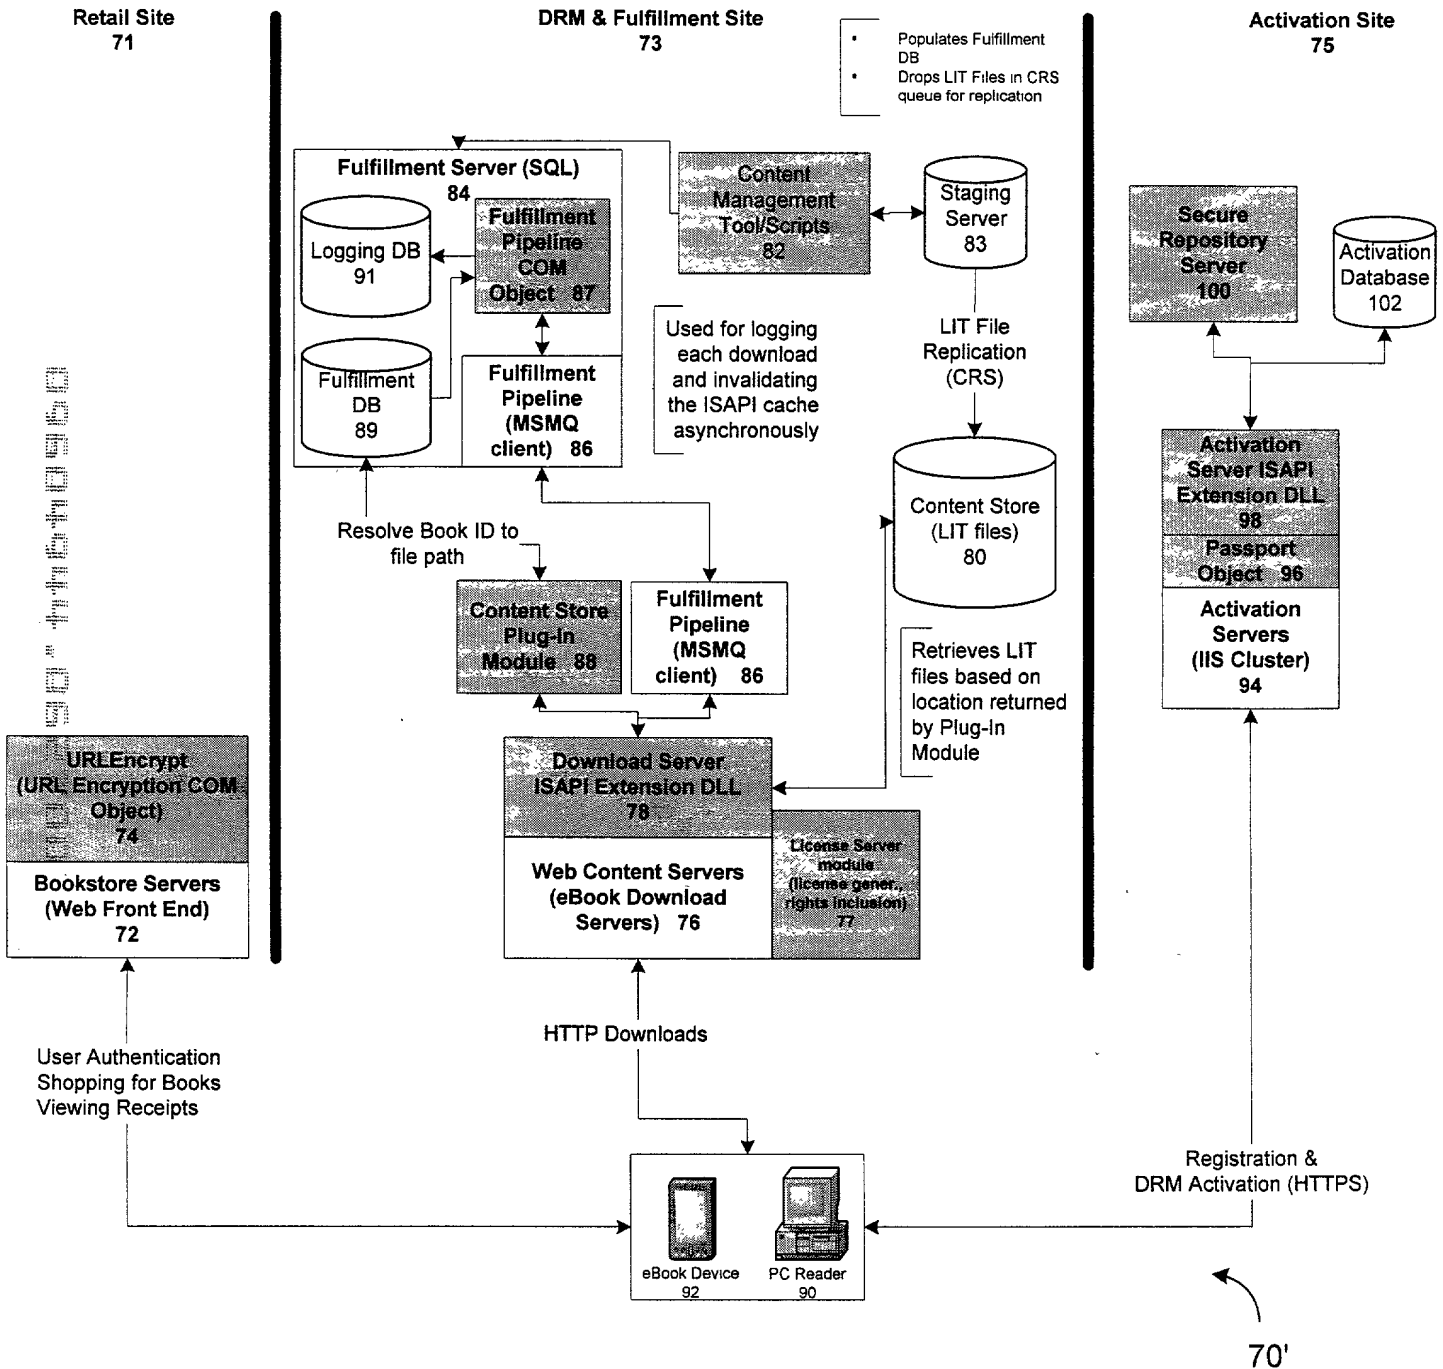 Retail Site
71
DRM & Fulfillment Site
73
Activation Site
75
• Populates Fulfillment
DB
• Drops LIT Files in CRS
queue for replication
Fulfillment Server (SQL)
84
Logging DB
91
Fulfillment
Pipeline
COM
Object 87
Fulfillment
DB
89
Fulfillment
Pipeline
(MSMQ
client) 86
Content
Management
Tool/Scripts
82
Staging
Server
83
Used for logging
each download
and invalidating
the ISAPI cache
asynchronously
LIT File
Replication
(CRS)
Content Store
(LIT files)
80
Resolve Book ID to
file path
Content Store
Plug-In
Module 88
Fulfillment
Pipeline
(MSMQ
client) 86
Retrieves LIT
files based on
location returned
by Plug-In
Module
Download Server
ISAPI Extension DLL
78
Web Content Servers
(eBook Download
Servers) 76
License Server
module
(license gener.,
rights inclusion)
77
URLEncrypt
(URL Encryption COM
Object)
74
Bookstore Servers
(Web Front End)
72
Secure
Repository
Server
100
Activation
Database
102
Activation
Server ISAPI
Extension DLL
98
Passport
Object 96
Activation
Servers
(IIS Cluster)
94
User Authentication
Shopping for Books
Viewing Receipts
HTTP Downloads
Registration &
DRM Activation (HTTPS)
eBook Device
92
PC Reader
90
70'